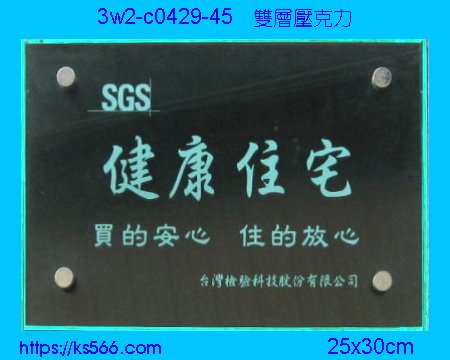 3w2-c0429-45 雙層壓克力
SGS
健康住宅
買的安心 住的放心
台灣檢驗科技股份有限公司
https://ks566.com
25x30cm